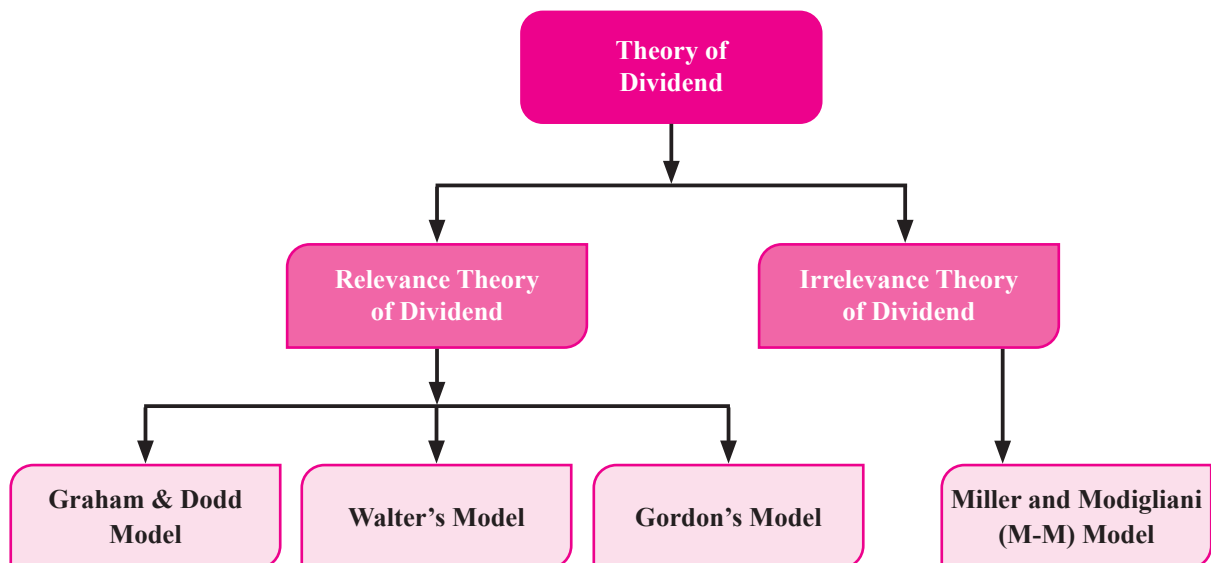 Theory of
Dividend
Relevance Theory
of Dividend
Irrelevance Theory
of Dividend
Graham & Dodd
Model
Walter’s Model
Gordon’s Model
Miller and Modigliani
(M-M) Model